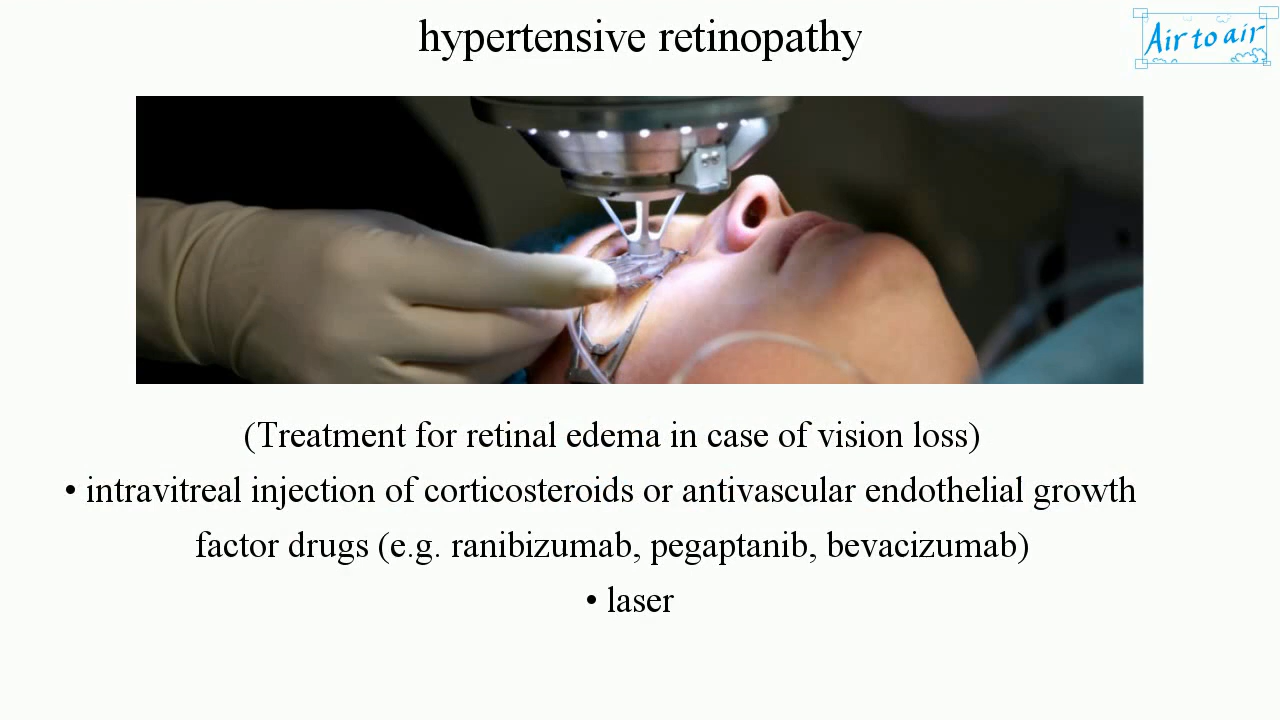 hypertensive retinopathy
Air to air
(Treatment for retinal edema in case of vision loss)
• intravitreal injection of corticosteroids or antivascular endothelial growth
factor drugs (e.g. ranibizumab, pegaptanib, bevacizumab)
• laser